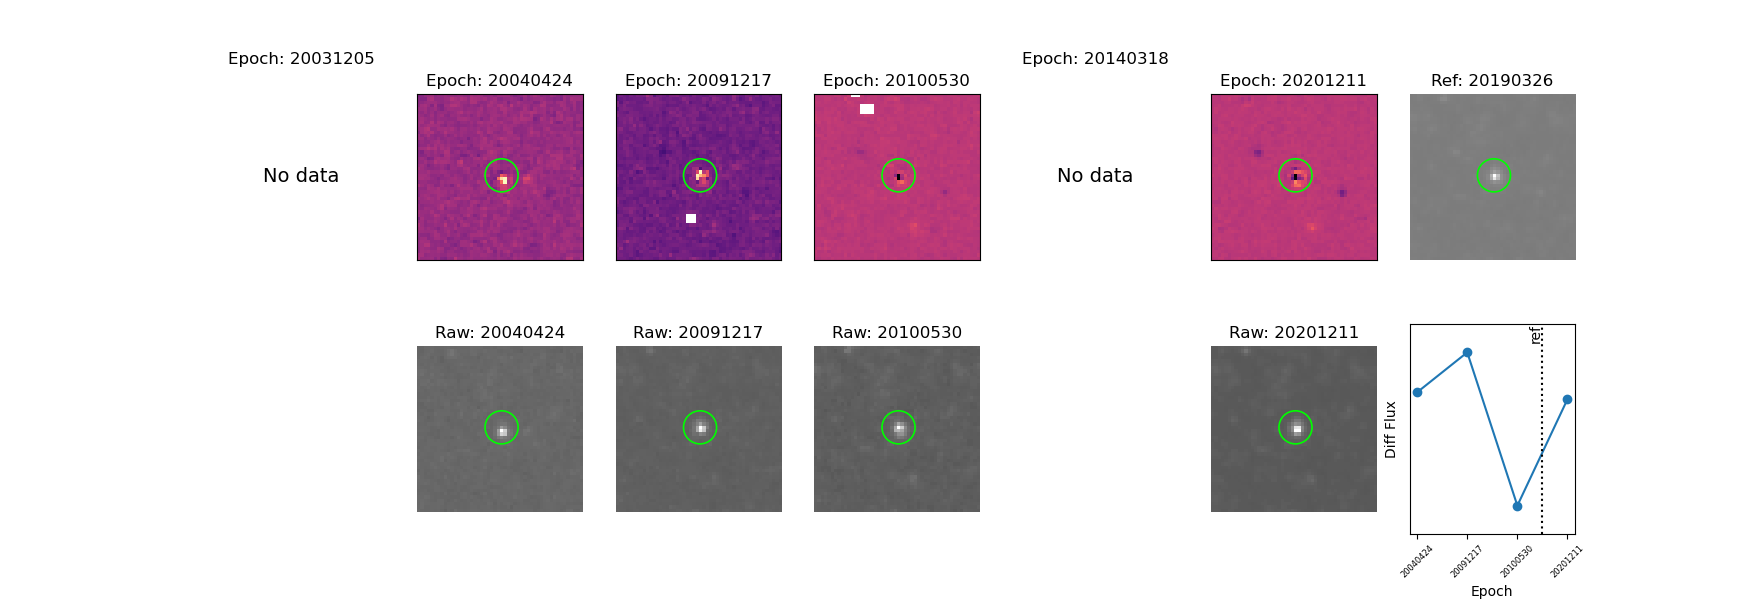 Epoch: 20031205
Epoch: 20140318
Epoch: 20040424
Epoch: 20091217
Epoch: 20100530
Epoch: 20201211
Ref: 20190326
No data
No data
Raw: 20040424
Raw: 20091217
Raw: 20100530
Raw: 20201211
ref
Diff Flux
20040424
20091217
20100530
20201211
Epoch